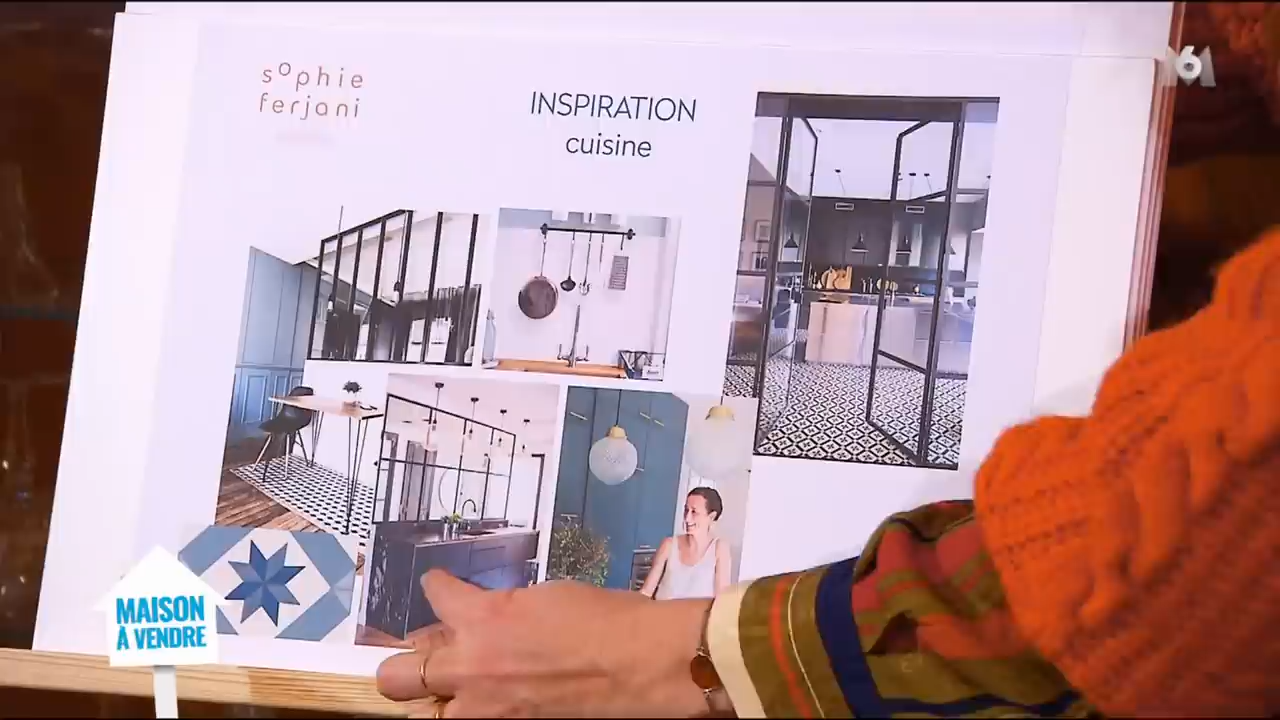 sophie
ferjani
INSPIRATION
cuisine
M6
MAISON
À VENDRE